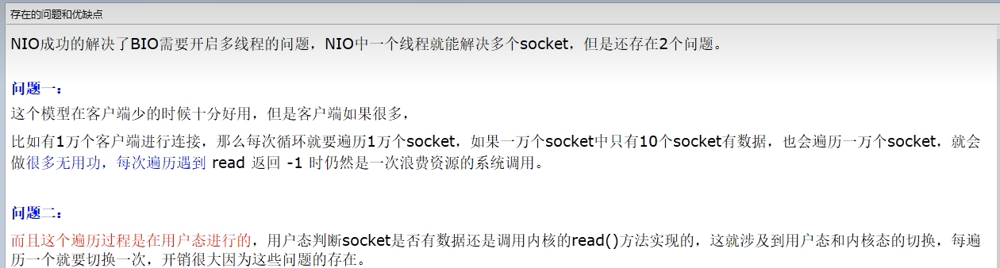 存在的问题和优缺点
NIO成功的解决了BIO需要开启多线程的问题，NIO中一个线程就能解决多个socket，但是还存在2个问题。
问题一：
这个模型在客户端少的时候十分好用，但是客户端如果很多，
比如有1万个客户端进行连接，那么每次循环就要遍历1万个socket，如果一万个socket中只有10个socket有数据，也会遍历一万个socket，就会
做很多无用功，每次遍历遇到 read 返回 -1 时仍然是一次浪费资源的系统调用。
问题二：
而且这个遍历过程是在用户态进行的，用户态判断socket是否有数据还是调用内核的read()方法实现的，这就涉及到用户态和内核态的切换，每遍
历一个就要切换一次，开销很大因为这些问题的存在。